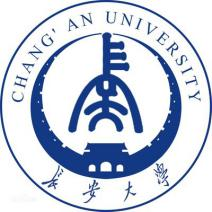 CHANG' AN UNIVERSITY
长安大学